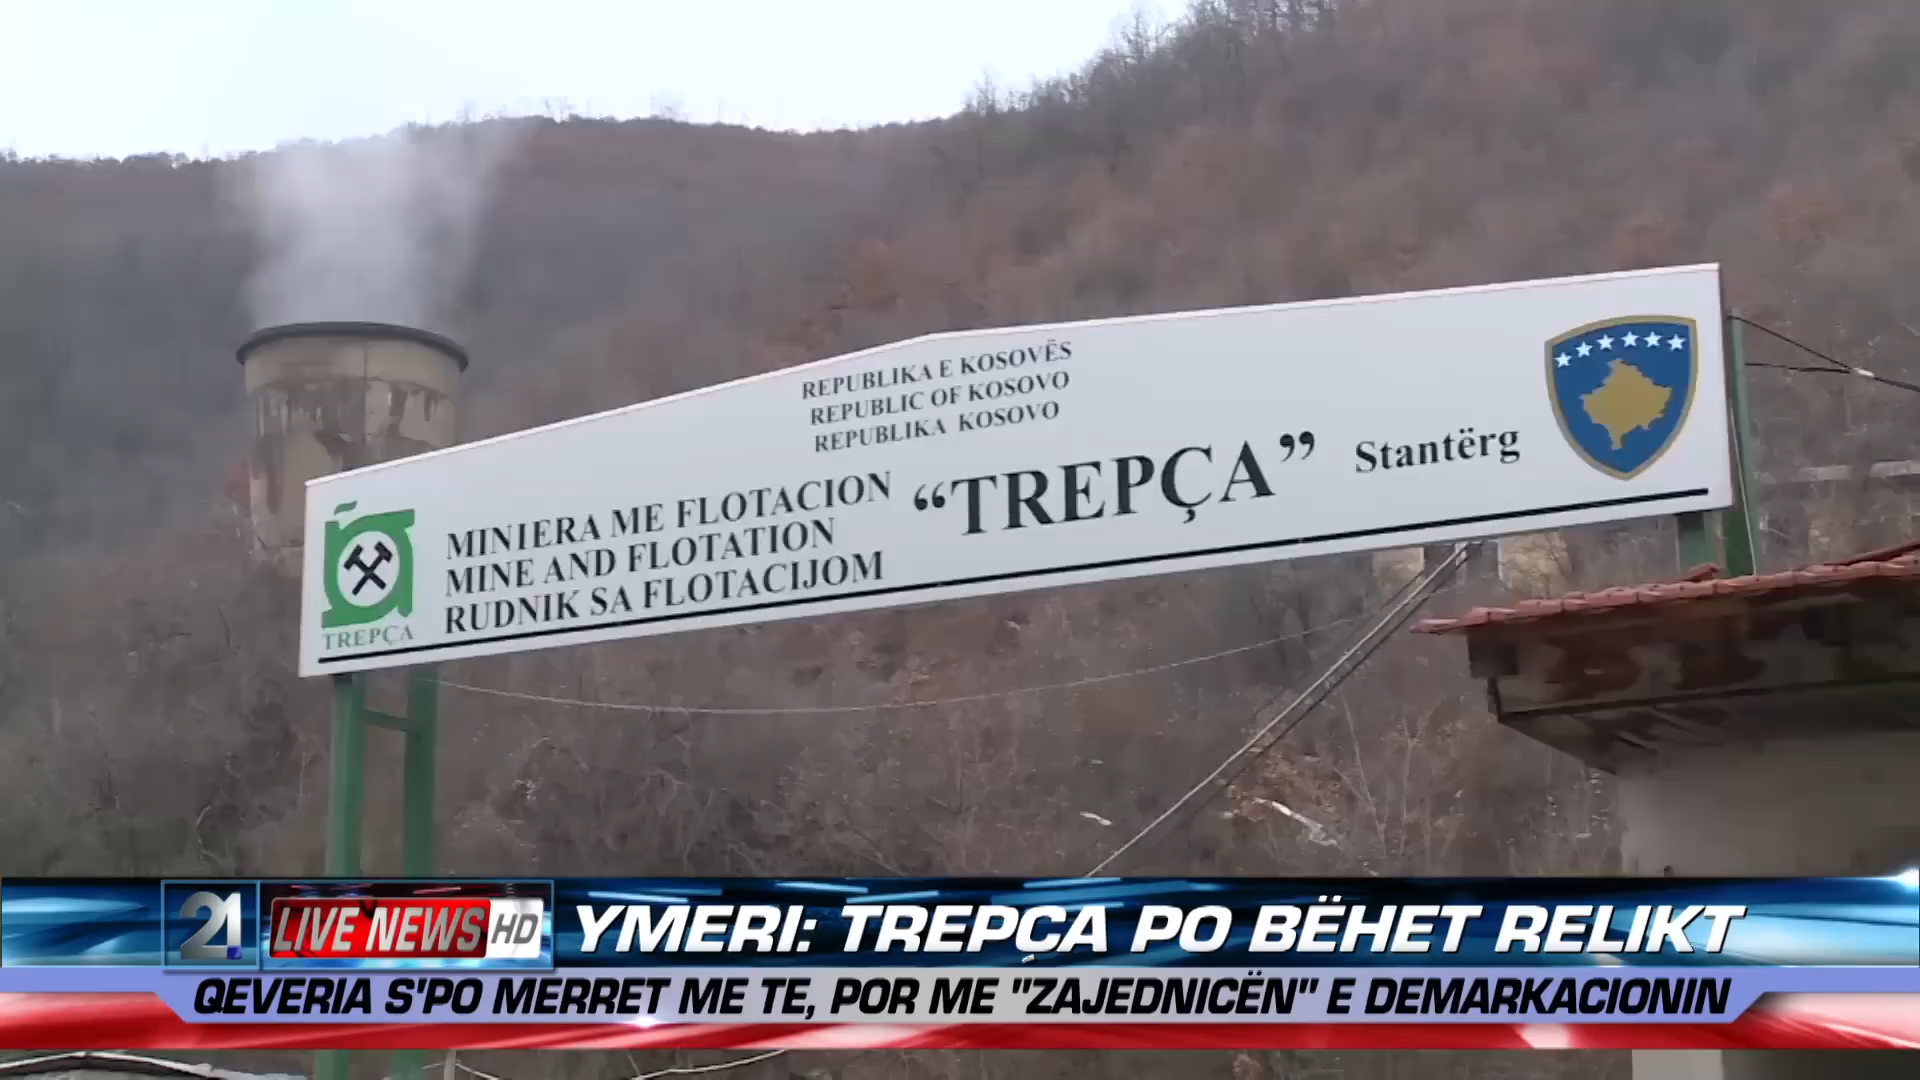 REPUBLIKA E KOSOVËS
REPUBLIC OF KOSOVO
REPUBLIKA KOSOVO
MINIERA ME FLOTACION
MINE AND FLOTATION
RUDNIK SA FLOTACIJOM
“TREPÇA” Stantërg
TREPÇA
21 LIVE NEWS HD
YMERI: TREPÇA PO BËHET RELIKT
QEVERIA S'PO MERRET ME TE, POR ME "ZAJEDNICËN" E DEMARKACIONIN